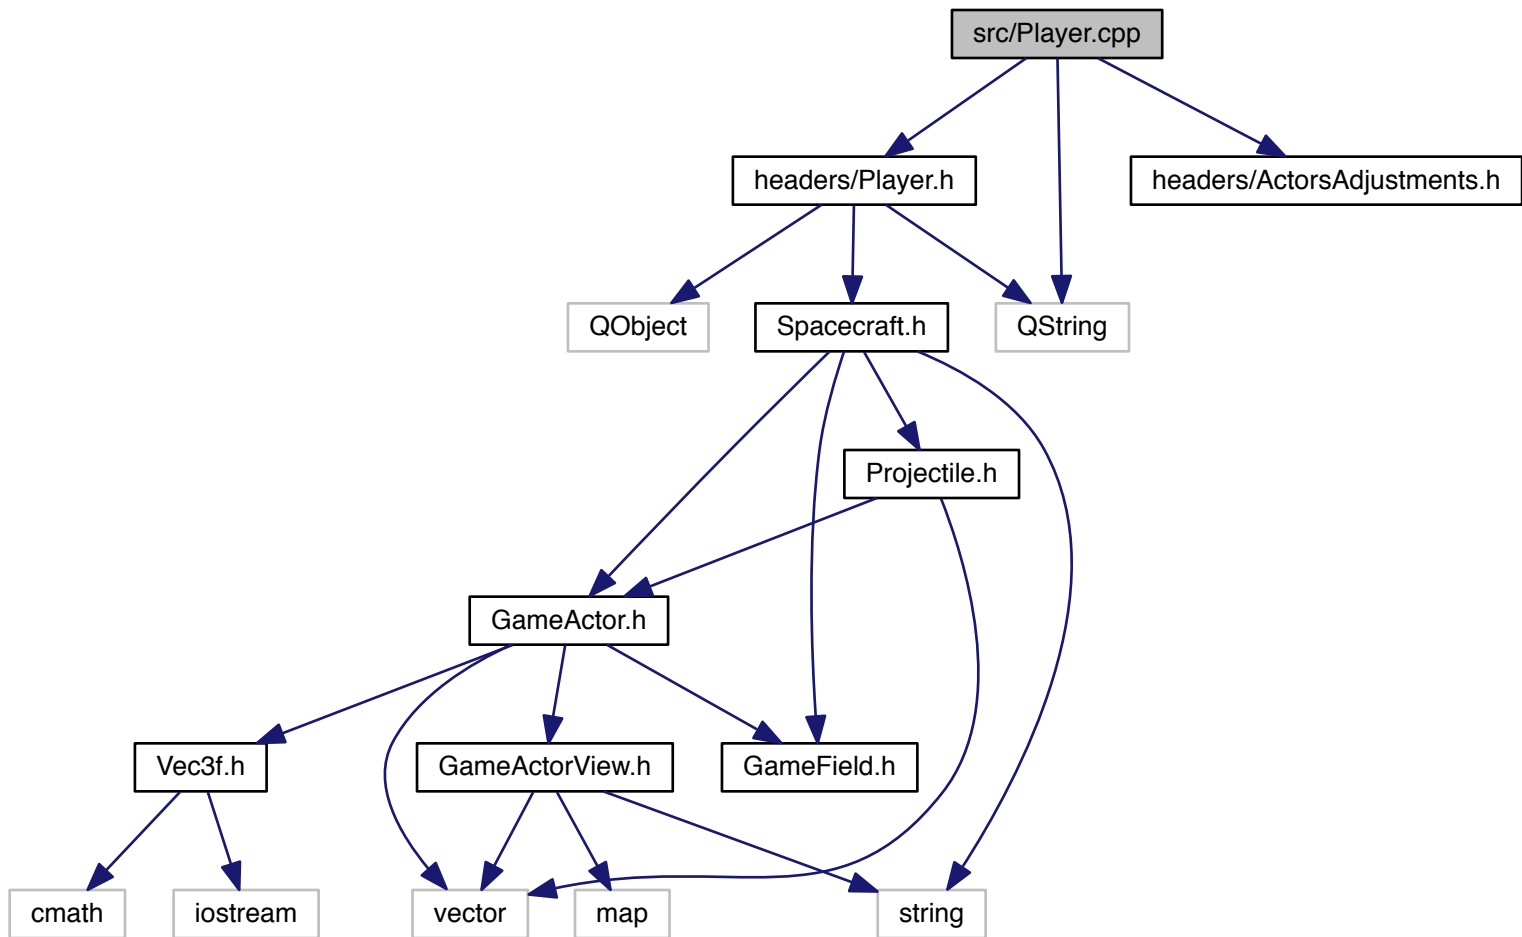 src/Player.cpp
headers/Player.h
headers/ActorsAdjustments.h
QObject
Spacecraft.h
QString
Projectile.h
GameActor.h
Vec3f.h
GameActorView.h
GameField.h
cmath
iostream
vector
map
string